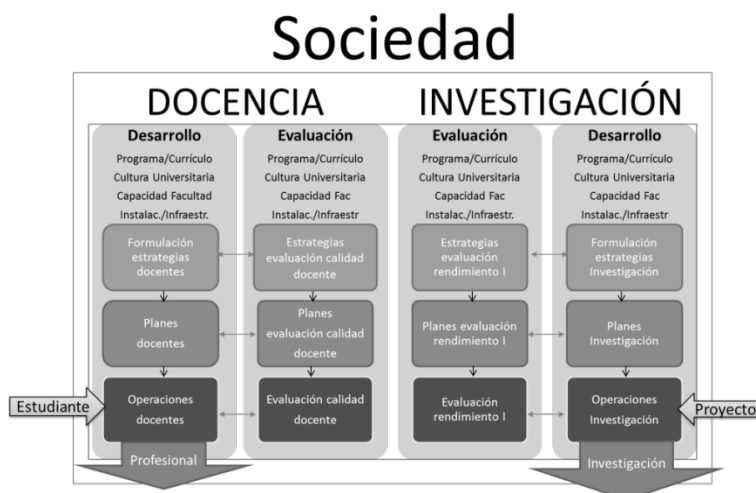 Sociedad
DOCENCIA
INVESTIGACIÓN
Desarrollo
Programa/Currículo
Cultura Universitaria
Capacidad Facultad
Instalac./Infraestr.
Formulación
estrategias
docentes
Planes
docentes
Operaciones
docentes
Evaluación
Programa/Currículo
Cultura Universitaria
Capacidad Fac
Instalac./Infraestr
Estrategias
evaluación calidad
docente
Planes
evaluación calidad
docente
Evaluación calidad
docente
Evaluación
Programa/Currículo
Cultura Universitaria
Capacidad Fac
Instalac./Infraestr.
Estrategias
evaluación
rendimiento I
Planes evaluación
rendimiento I
Evaluación
rendimiento I
Desarrollo
Programa/Currículo
Cultura Universitaria
Capacidad Fac
Instalac./Infraestr
Formulación
estrategias
Investigación
Planes
Investigación
Operaciones
Investigación
Estudiante
Proyecto
Profesional
Investigación